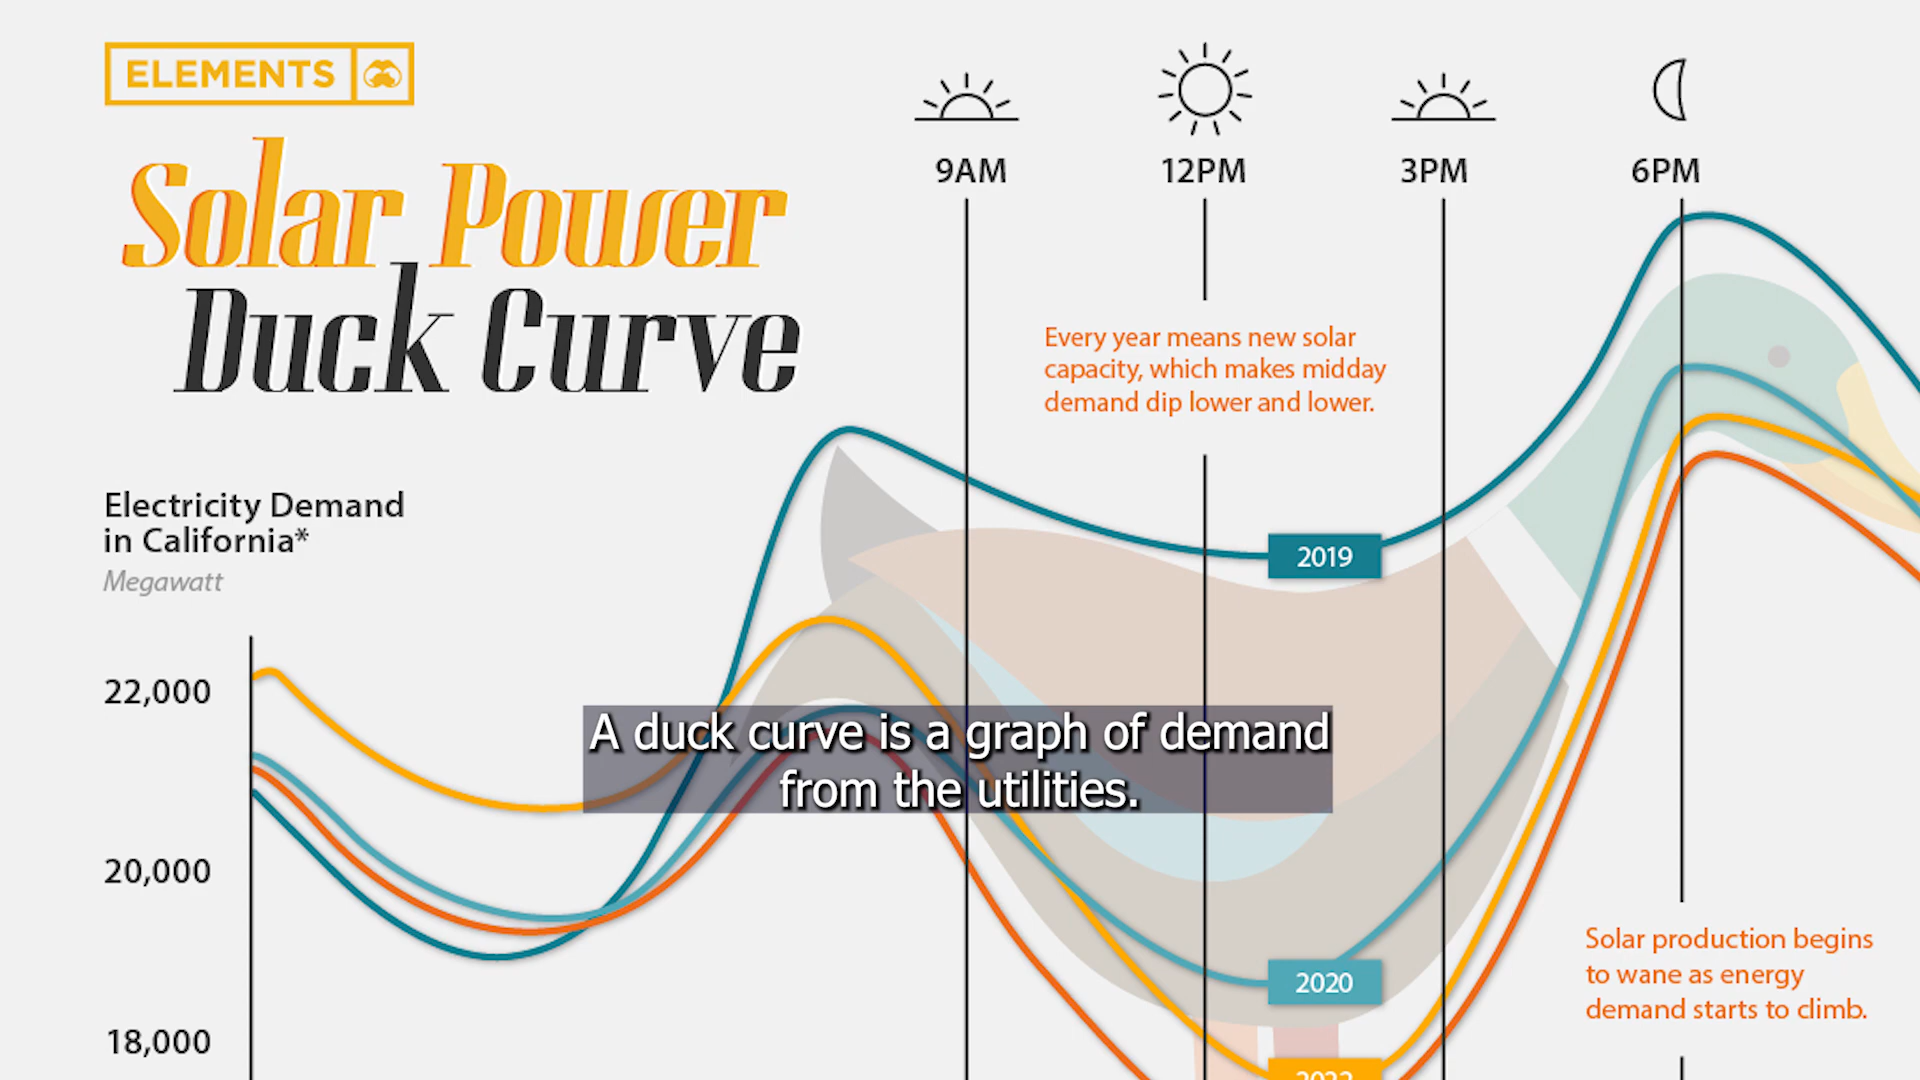 ELEMENTS
Solar Power
Duck Curve
9AM
12PM
3PM
6PM
Every year means new solar
capacity, which makes midday
demand dip lower and lower.
Electricity Demand
in California*
Megawatt
2019
22,000
A duck curve is a graph of demand
from the utilities.
20,000
Solar production begins
to wane as energy
demand starts to climb.
2020
18,000